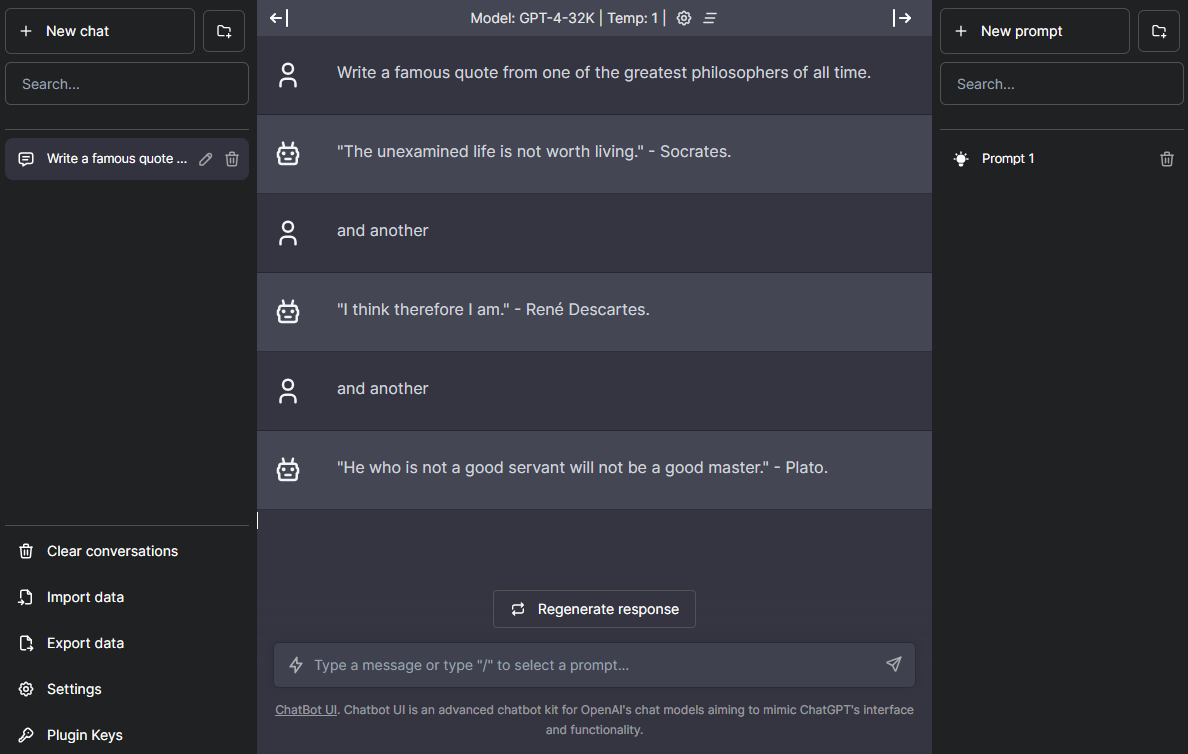 New chat
Search...
Write a famous quote ...
Clear conversations
Import data
Export data
Settings
Plugin Keys
Model: GPT-4-32K | Temp: 1 |
Write a famous quote from one of the greatest philosophers of all time.
"The unexamined life is not worth living." - Socrates.
and another
"I think therefore I am." - René Descartes.
and another
"He who is not a good servant will not be a good master." - Plato.
Regenerate response
Type a message or type "/" to select a prompt...
ChatBot UI. Chatbot UI is an advanced chatbot kit for OpenAI's chat models aiming to mimic ChatGPT's interface
and functionality.
New prompt
Search...
Prompt 1